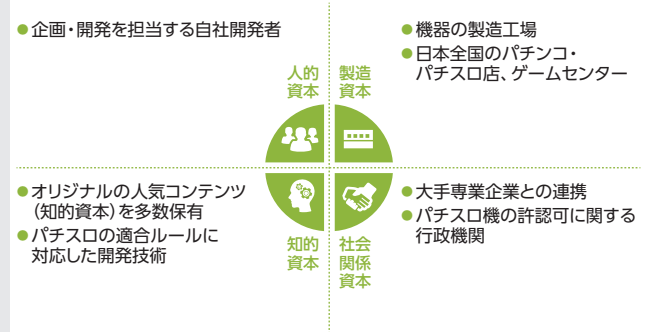 ●企画・開発を担当する自社開発者
人的
資本
製造
資本
●機器の製造工場
●日本全国のパチンコ・
パチスロ店、ゲームセンター
●オリジナルの人気コンテンツ
（知的資本）を多数保有
●パチスロの適合ルールに
対応した開発技術
知的
資本
社会
関係
資本
●大手専業企業との連携
●パチスロ機の許認可に関する
行政機関